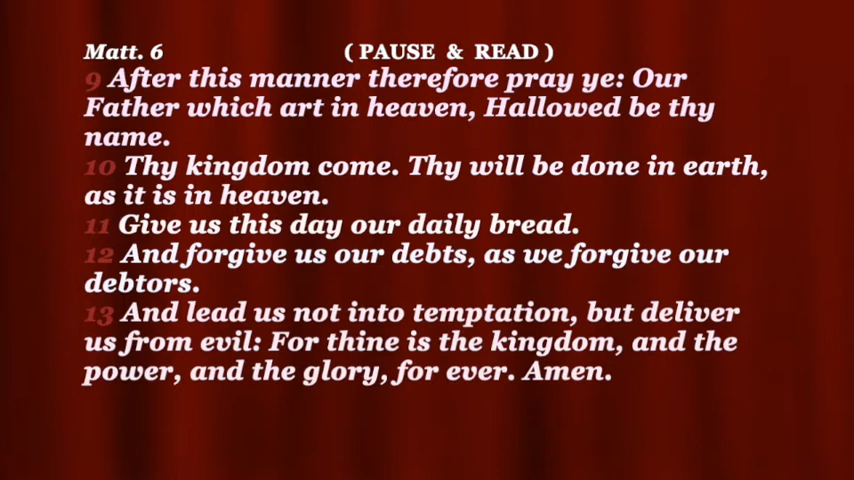 Matt. 6 ( PAUSE & READ )
9 After this manner therefore pray ye: Our
Father which art in heaven, Hallowed be thy
name.
10 Thy kingdom come. Thy will be done in earth,
as it is in heaven.
11 Give us this day our daily bread.
12 And forgive us our debts, as we forgive our
debtors.
13 And lead us not into temptation, but deliver
us from evil: For thine is the kingdom, and the
power, and the glory, for ever. Amen.